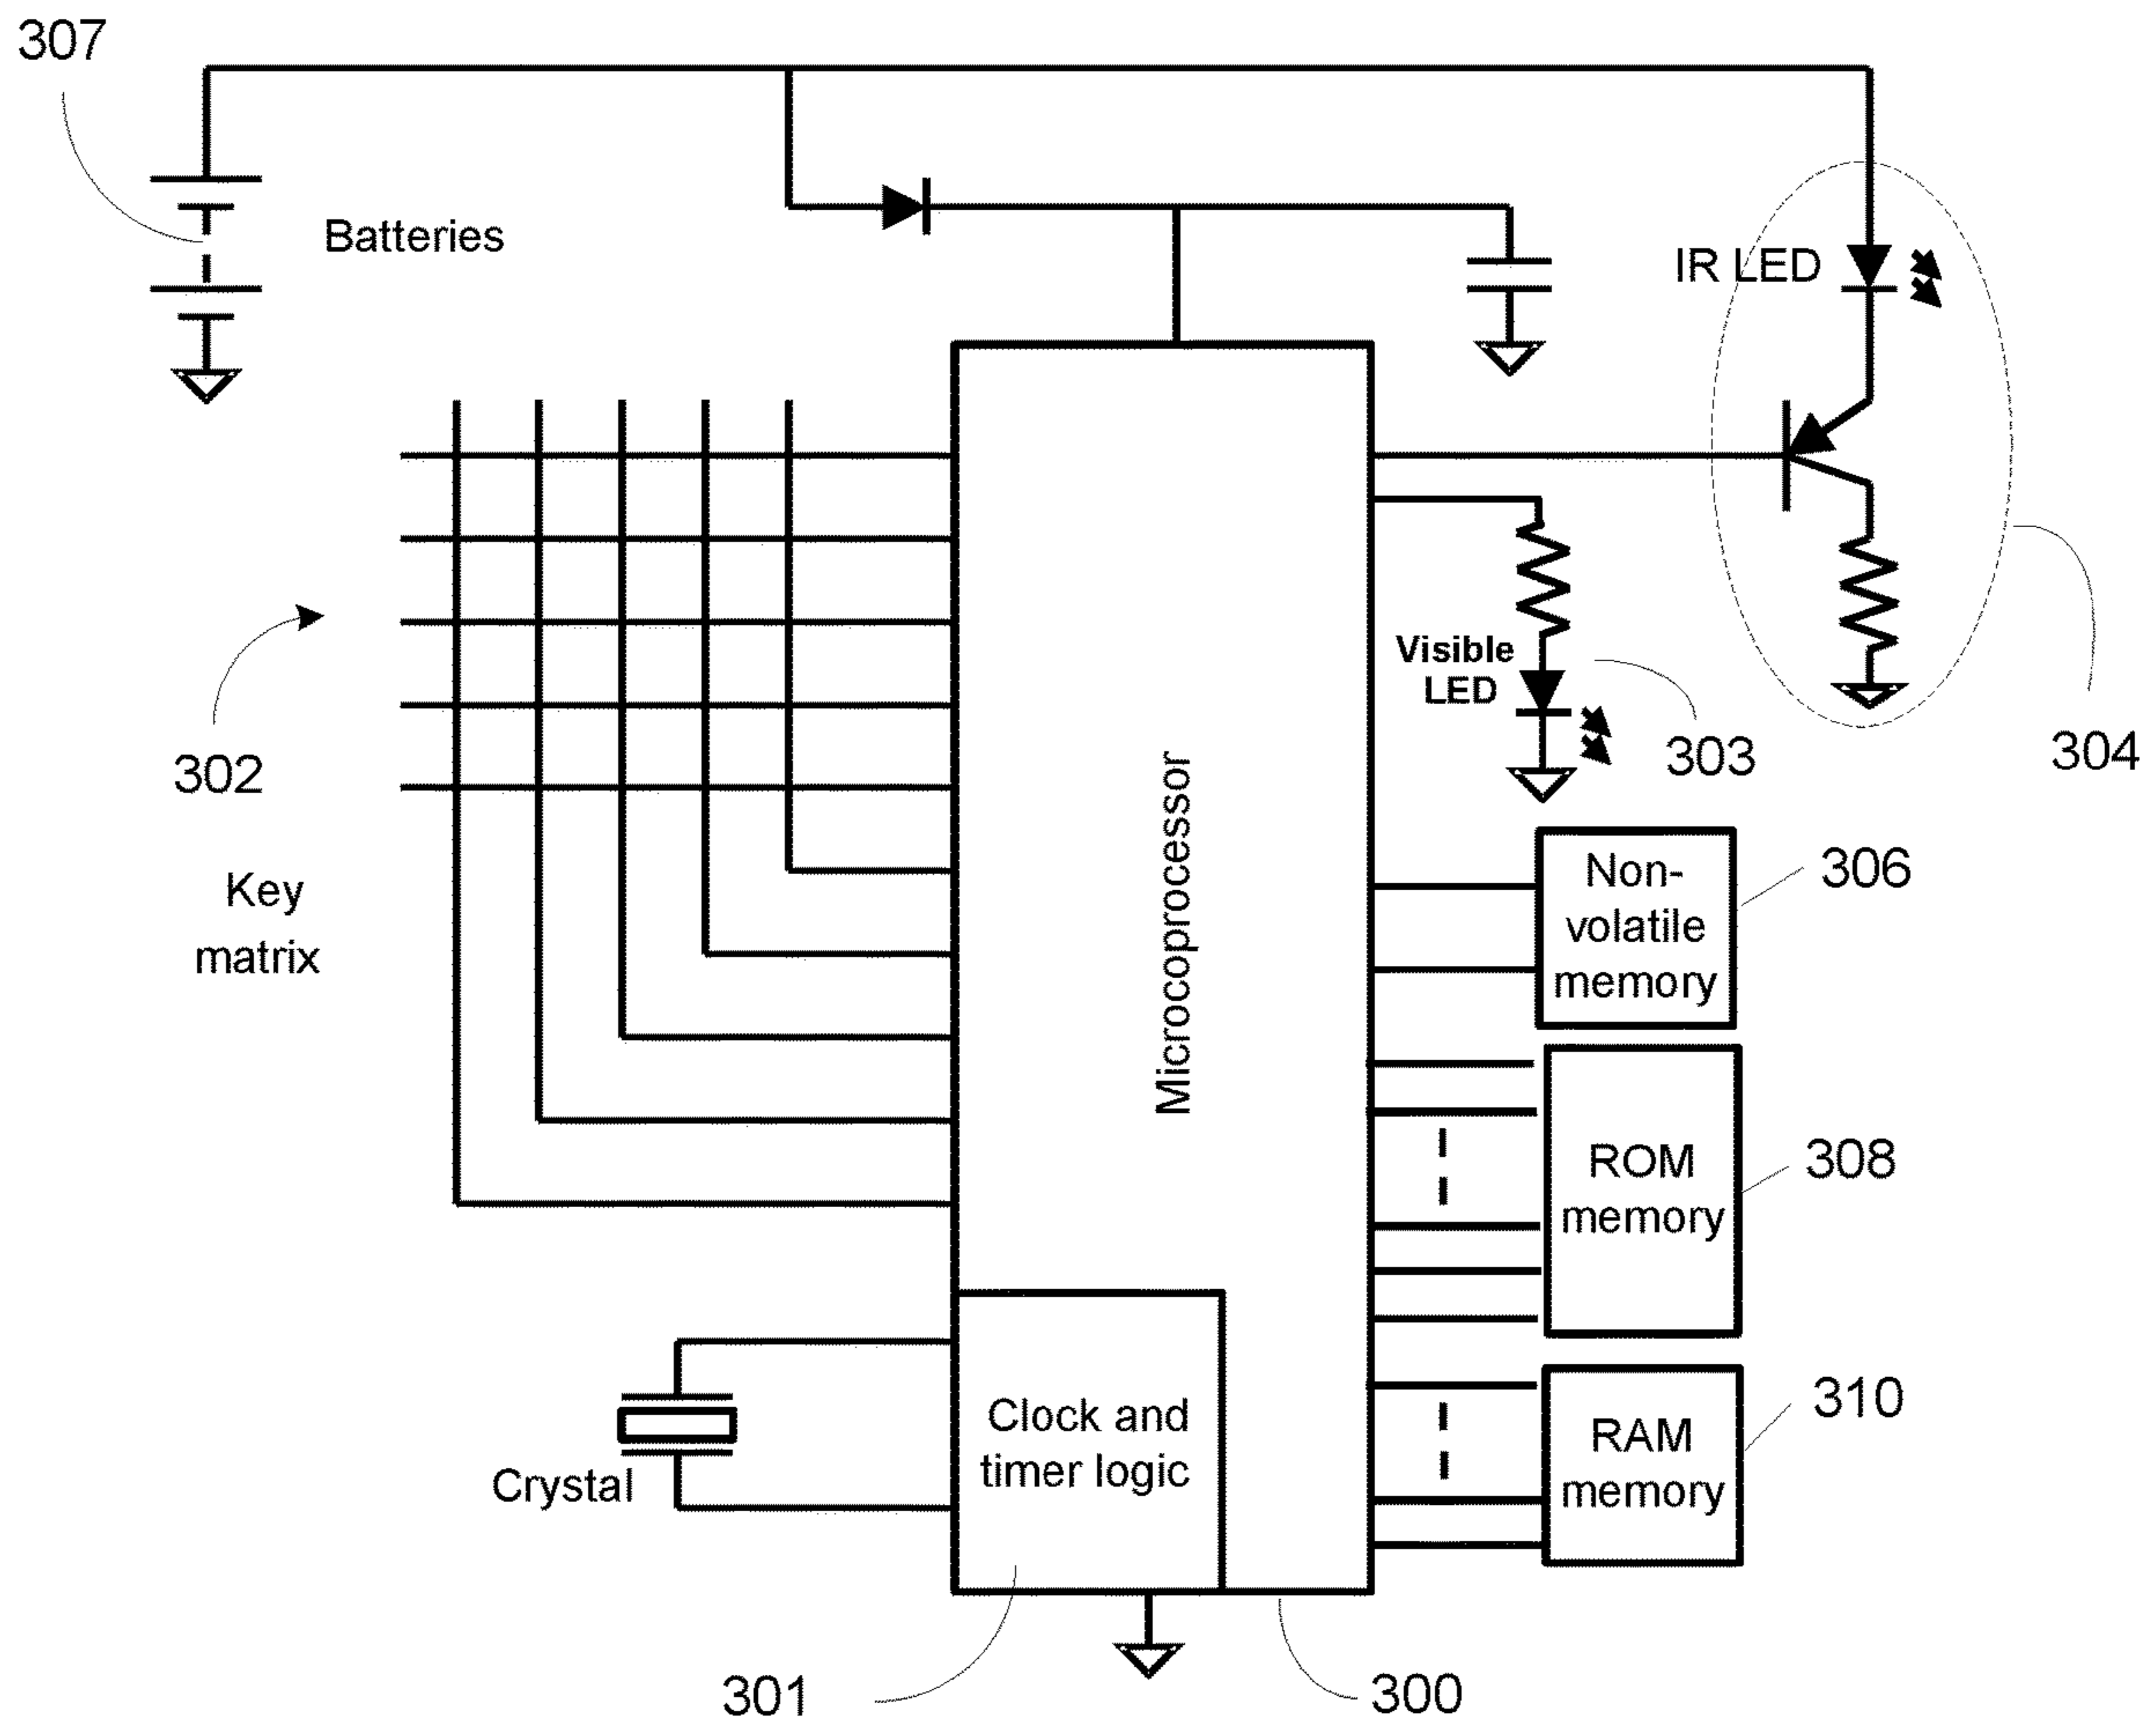 307
Batteries
IR LED
Visible
LED
303
304
302
Key
matrix
Microcoprocessor
Non-
volatile
memory
306
ROM
memory
308
Clock and
timer logic
Crystal
RAM
memory
310
301
300